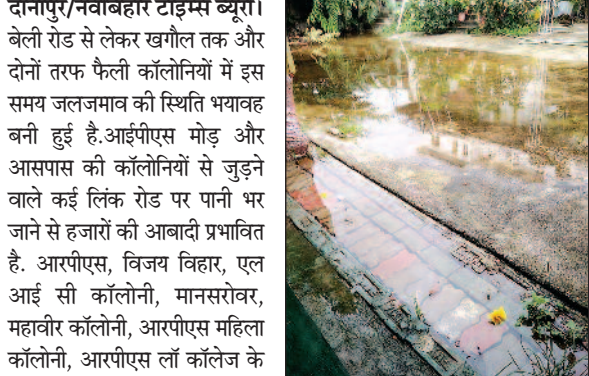 दानापुर/नवबिहार टाइम्स ब्यूरो।
बेली रोड से लेकर खगौल तक और
दोनों तरफ फैली कॉलोनियों में इस
समय जलजमाव की स्थिति भयावह
बनी हुई है.आईपीएस मोड़ और
आसपास की कॉलोनियों से जुड़ने
वाले कई लिंक रोड पर पानी भर
जाने से हजारों की आबादी प्रभावित
है. आरपीएस, विजय विहार, एल
आई सी कॉलोनी, मानसरोवर,
महावीर कॉलोनी, आरपीएस महिला
कॉलोनी, आरपीएस लॉ कॉलेज के